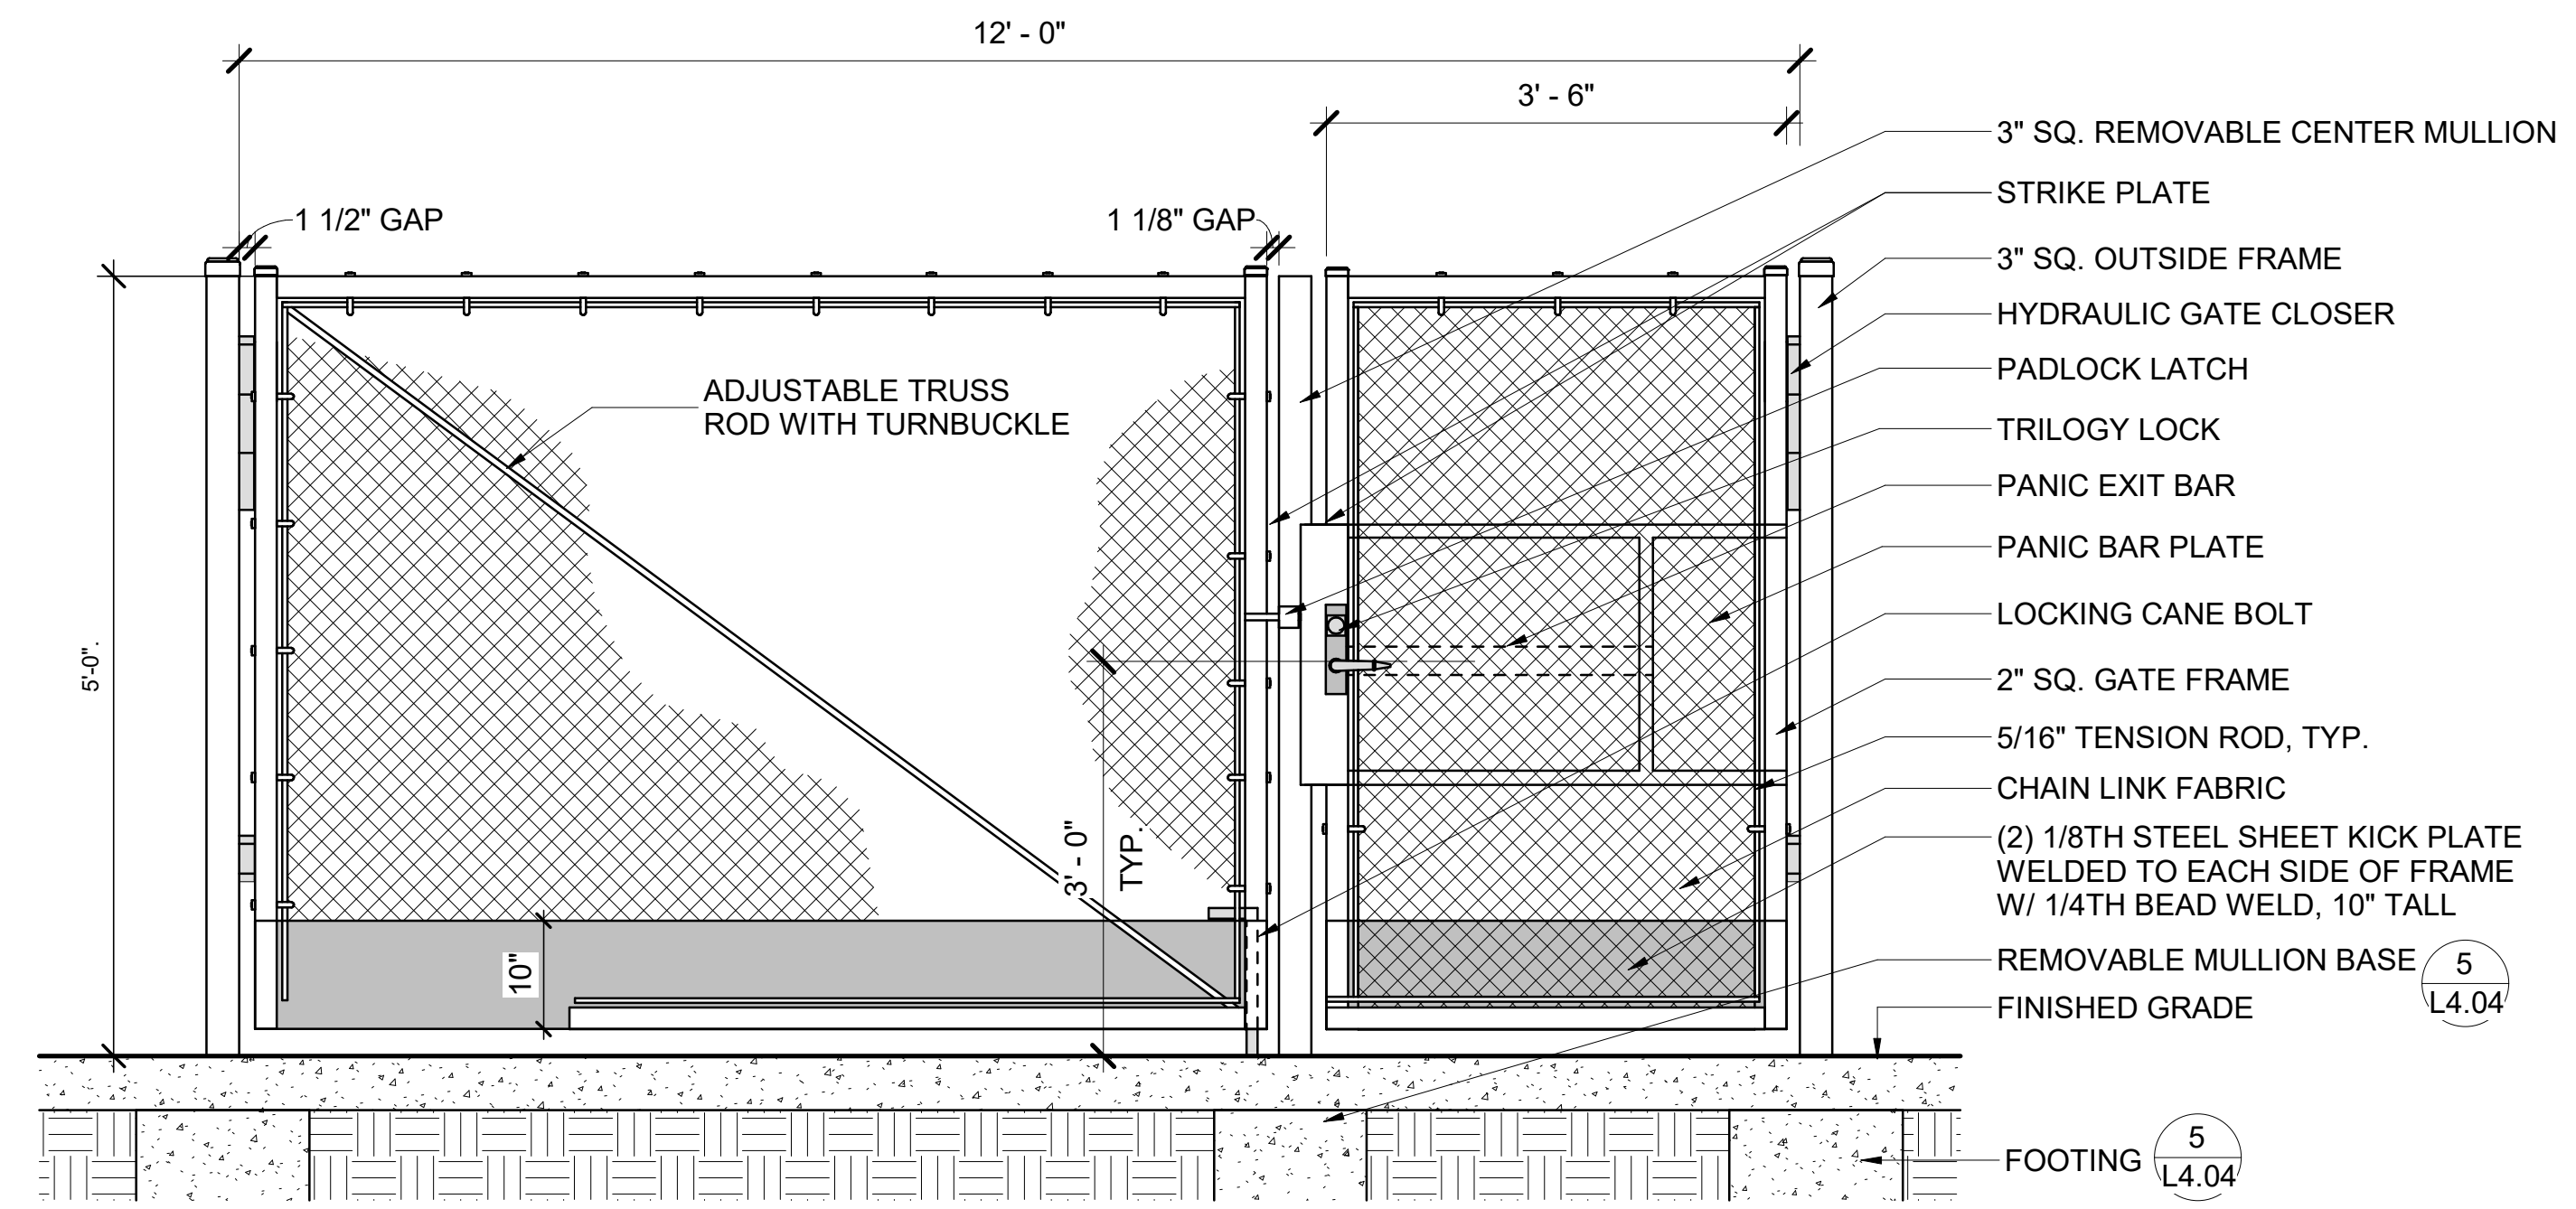 12' - 0"
3' - 6"
1 1/2" GAP
1 1/8" GAP
5'-0".
ADJUSTABLE TRUSS
ROD WITH TURNBUCKLE
3' - 0"
TYP.
10"
3" SQ. REMOVABLE CENTER MULLION
STRIKE PLATE
3" SQ. OUTSIDE FRAME
HYDRAULIC GATE CLOSER
PADLOCK LATCH
TRILOGY LOCK
PANIC EXIT BAR
PANIC BAR PLATE
LOCKING CANE BOLT
2" SQ. GATE FRAME
5/16" TENSION ROD, TYP.
CHAIN LINK FABRIC
(2) 1/8TH STEEL SHEET KICK PLATE
WELDED TO EACH SIDE OF FRAME
W/ 1/4TH BEAD WELD, 10" TALL
REMOVABLE MULLION BASE
5
L4.04
FINISHED GRADE
FOOTING
5
L4.04